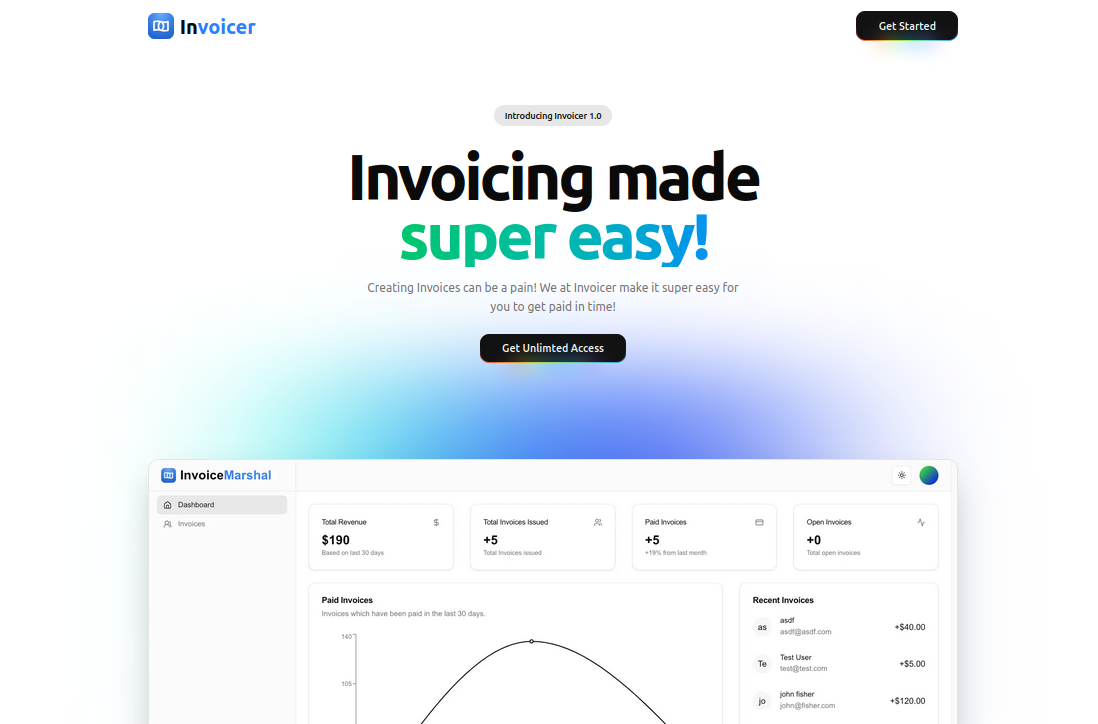 Invoicer
Get Started
Introducing Invoicer 1.0
Invoicing made
super easy!
Creating Invoices can be a pain! We at Invoicer make it super easy for
you to get paid in time!
Get Unlimted Access
InvoiceMarshal
Dashboard
Invoices
Total Revenue
$
$190
Based on last 30 days
Total Invoices Issued
+5
Total Invoices issued
Paid Invoices
+5
+19% from last month
Open Invoices
+0
Total open invoices
Paid Invoices
Invoices which have been paid in the last 30 days.
140
105
Recent Invoices
as
asdf
asdf@asdf.com
+$40.00
Te
Test User
test@test.com
+$5.00
jo
john fisher
john@fisher.com
+$120.00